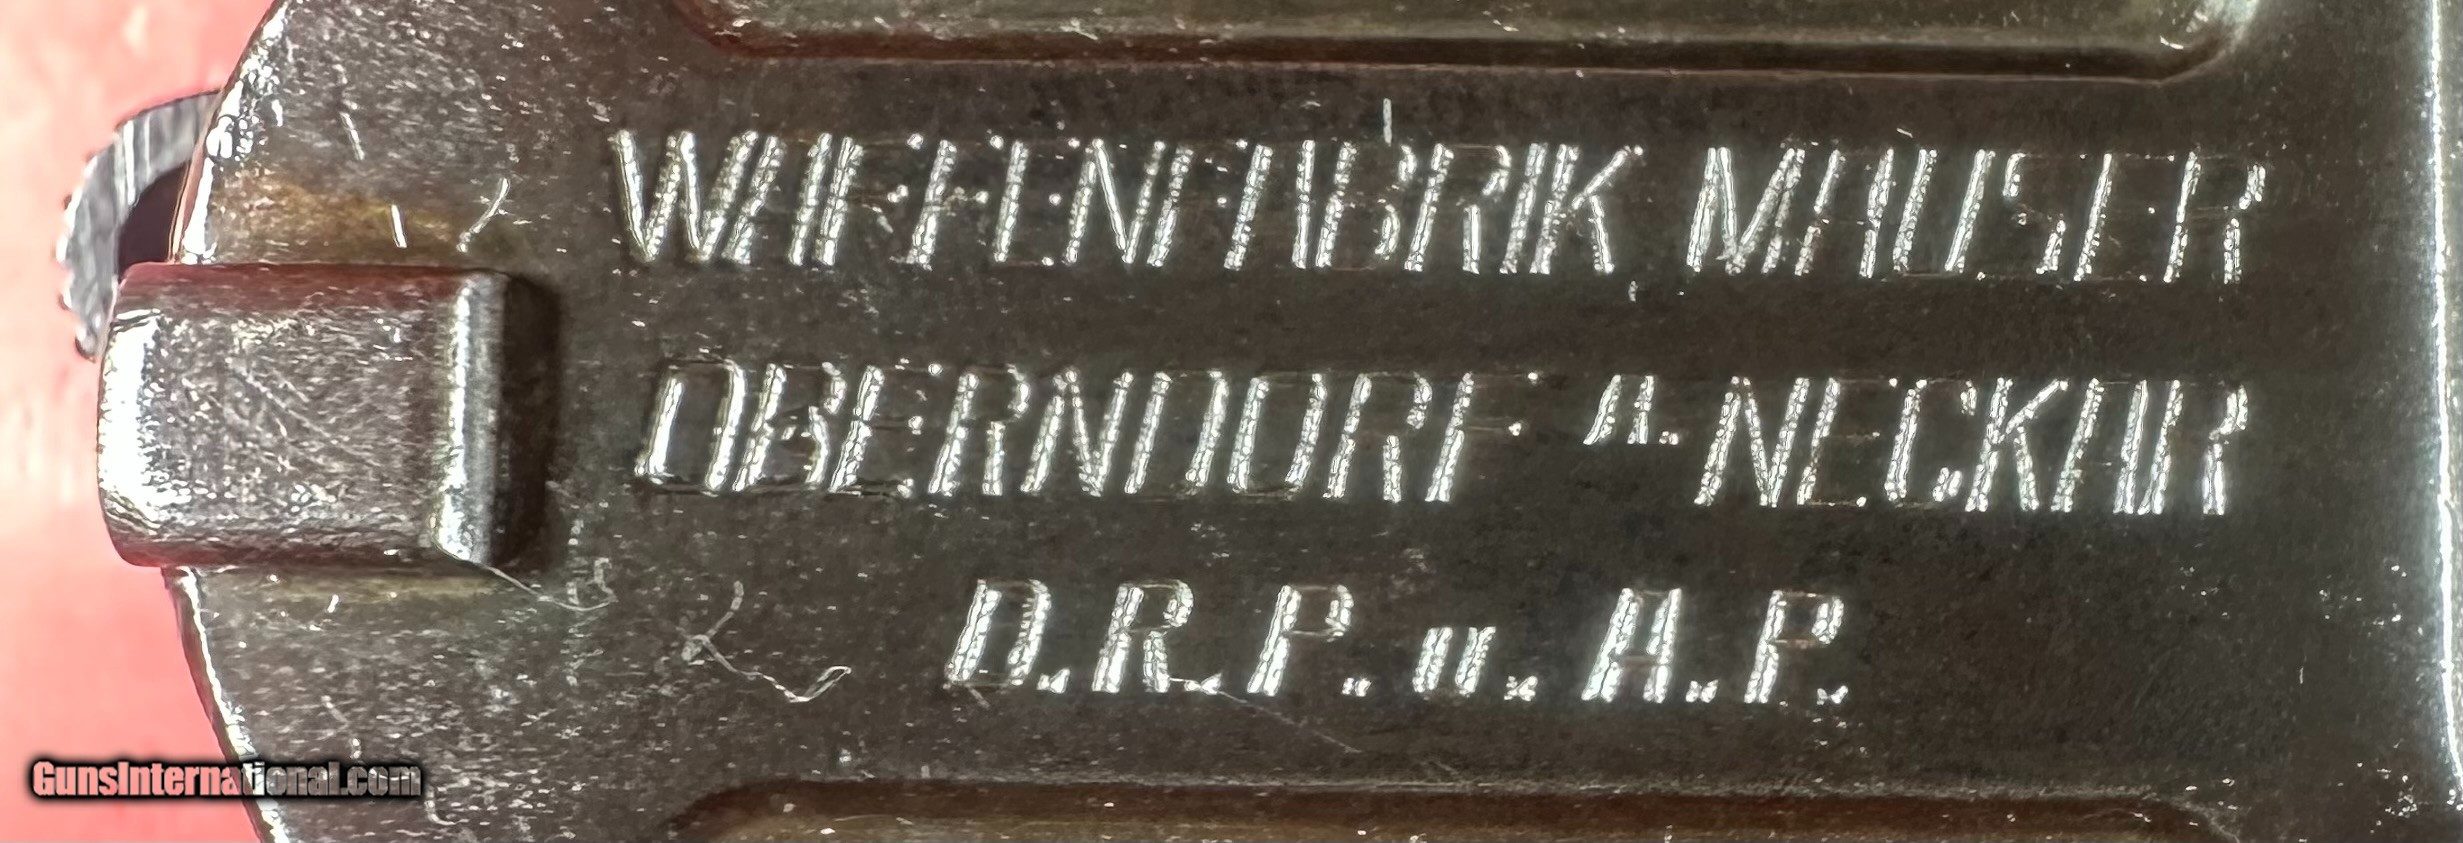 WAFFENFABRIK MAUSER
OBERNDORF A. NECKAR
D.R.P. u. A.P.
GunsInternational.com